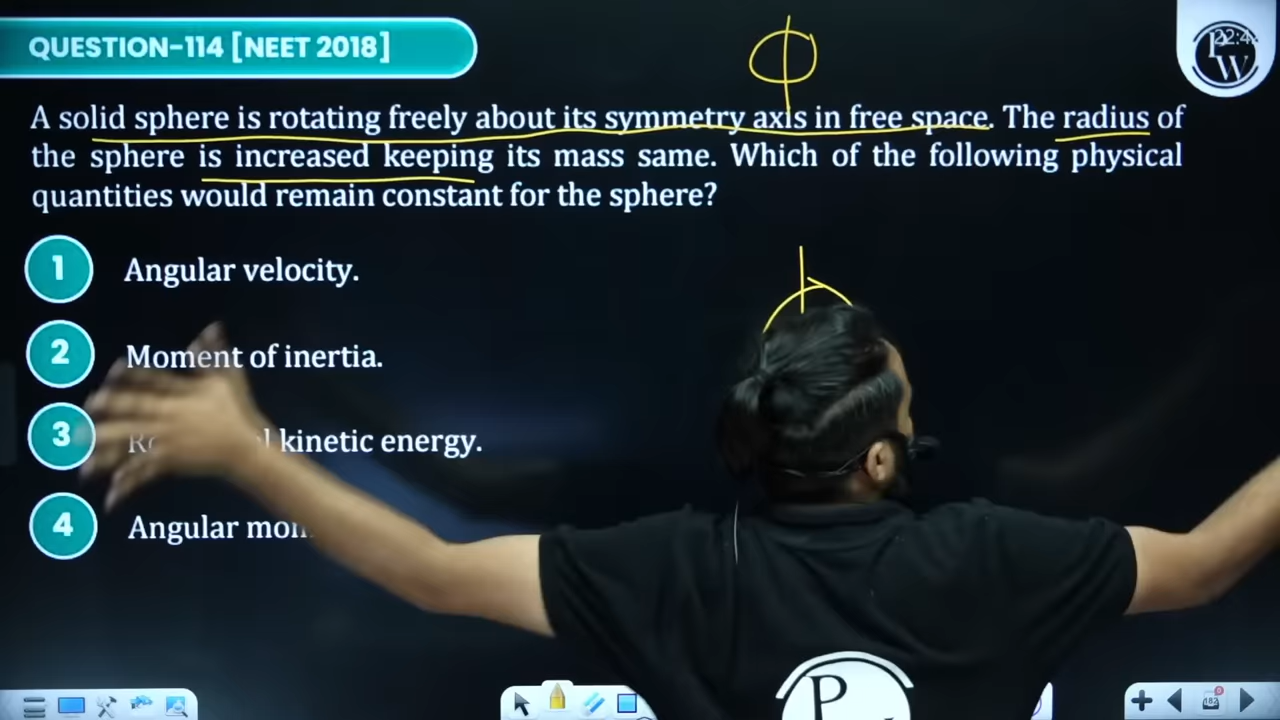 QUESTION-114 [NEET 2018]
A solid sphere is rotating freely about its symmetry axis in free space. The radius of
the sphere is increased keeping its mass same. Which of the following physical
quantities would remain constant for the sphere?
1 Angular velocity.
2 Moment of inertia.
3 kinetic energy.
4 Angular
P
W
P
182